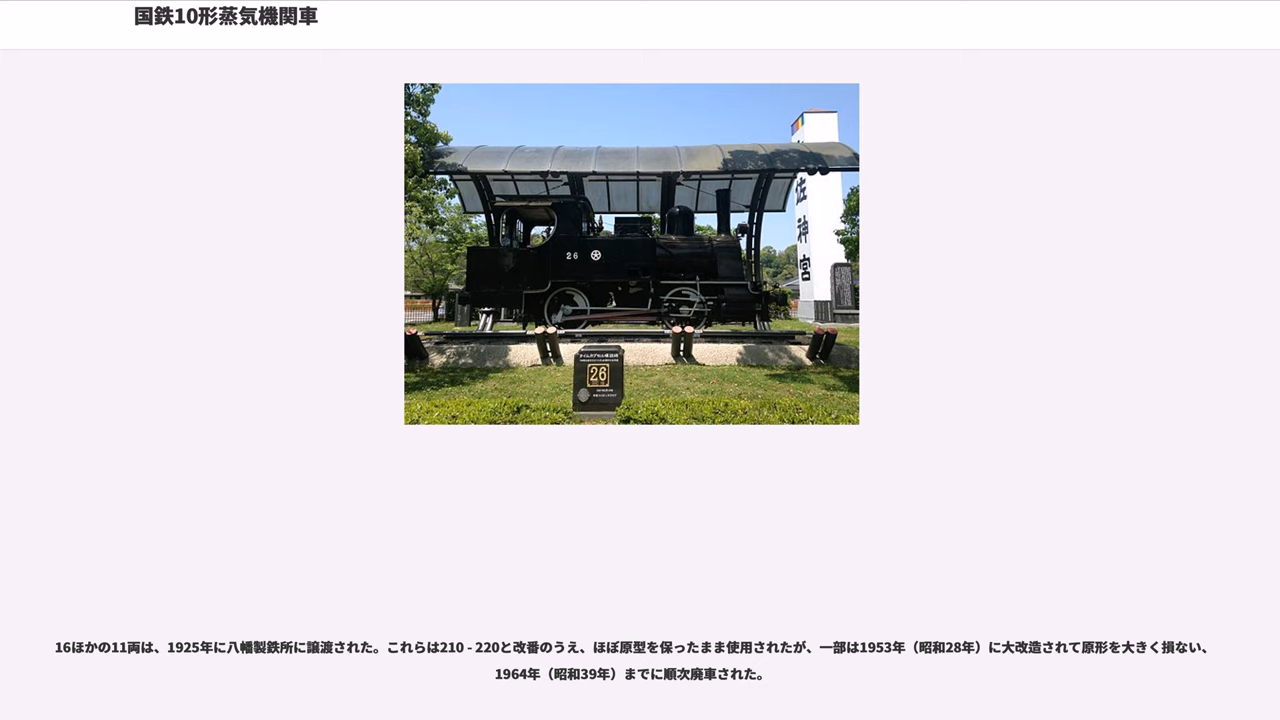 国鉄10形蒸気機関車
佐神宮
26
26
16ほかの11両は、1925年に八幡製鉄所に譲渡された。これらは210 - 220と改番のうえ、ほぼ原型を保ったまま使用されたが、一部は1953年（昭和28年）に大改造されて原形を大きく損ない、
1964年（昭和39年）までに順次廃車された。